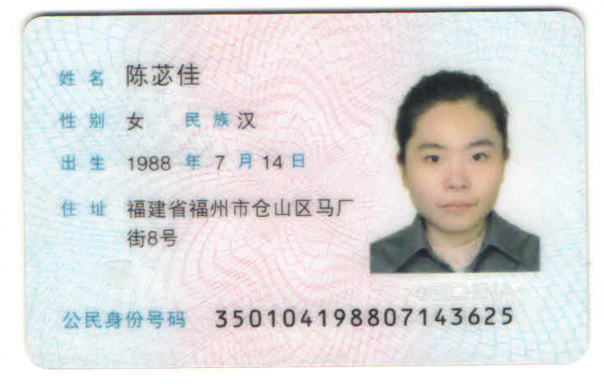 姓名 陈苾佳
性别 女 民族 汉
出生 1988 年 7 月 14 日
住址 福建省福州市仓山区马厂
街8号
公民身份号码 350104198807143625